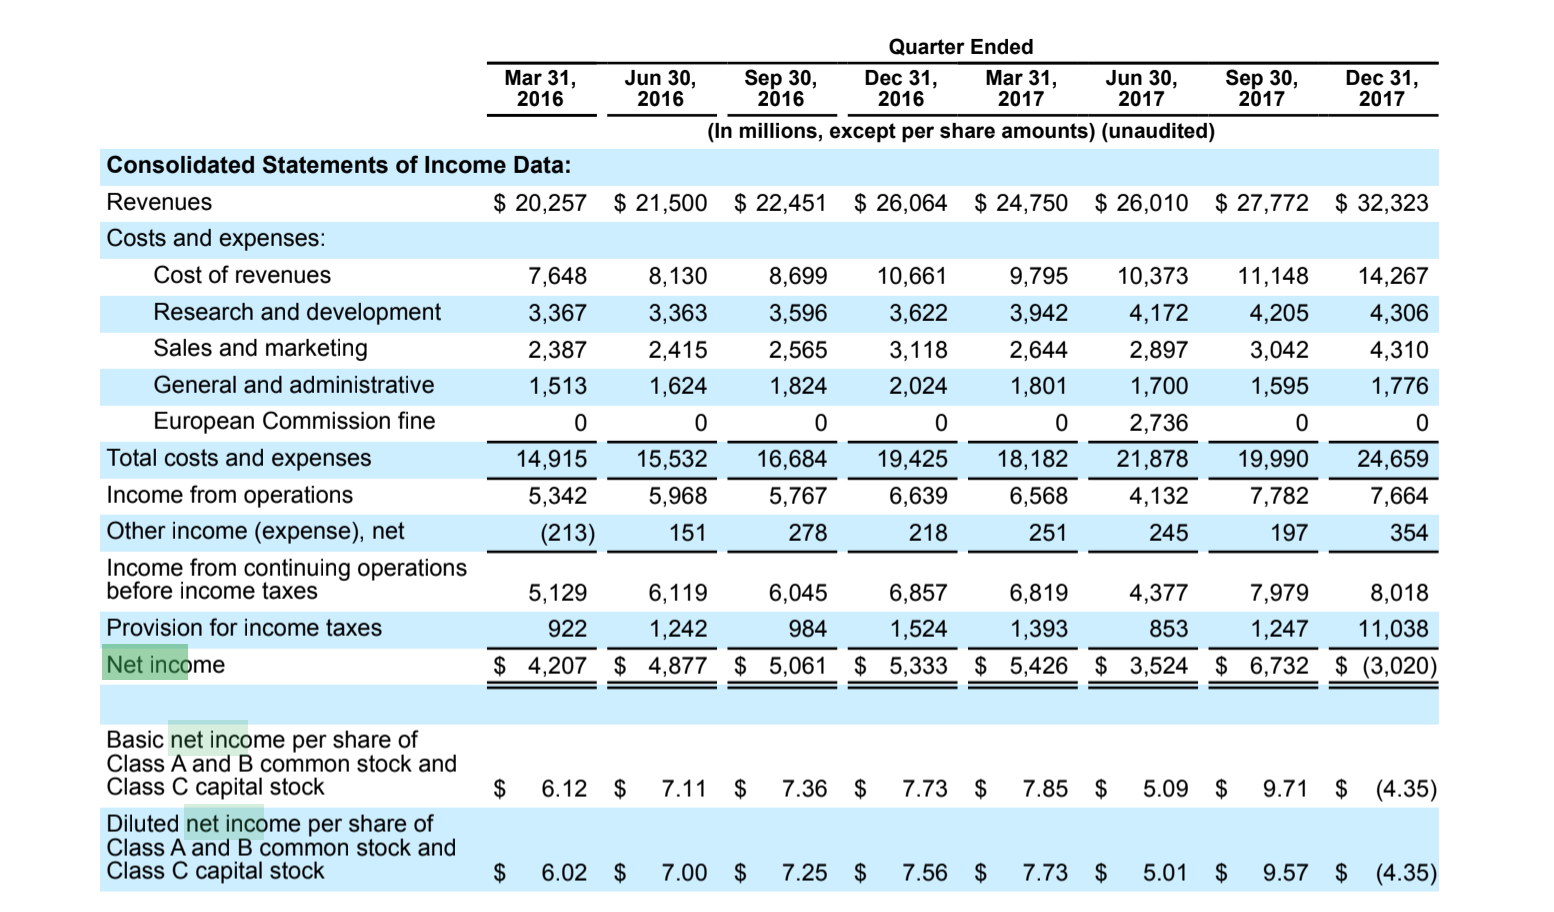 Quarter Ended
Mar 31, Jun 30, Sep 30, Dec 31, Mar 31, Jun 30, Sep 30, Dec 31,
2016 2016 2016 2016 2017 2017 2017 2017
(In millions, except per share amounts) (unaudited)
Consolidated Statements of Income Data:
Revenues $ 20,257 $ 21,500 $ 22,451 $ 26,064 $ 24,750 $ 26,010 $ 27,772 $ 32,323
Costs and expenses:
Cost of revenues 7,648 8,130 8,699 10,661 9,795 10,373 11,148 14,267
Research and development 3,367 3,363 3,596 3,622 3,942 4,172 4,205 4,306
Sales and marketing 2,387 2,415 2,565 3,118 2,644 2,897 3,042 4,310
General and administrative 1,513 1,624 1,824 2,024 1,801 1,700 1,595 1,776
European Commission fine 0 0 0 0 0 2,736 0 0
Total costs and expenses 14,915 15,532 16,684 19,425 18,182 21,878 19,990 24,659
Income from operations 5,342 5,968 5,767 6,639 6,568 4,132 7,782 7,664
Other income (expense), net (213) 151 278 218 251 245 197 354
Income from continuing operations
before income taxes 5,129 6,119 6,045 6,857 6,819 4,377 7,979 8,018
Provision for income taxes 922 1,242 984 1,524 1,393 853 1,247 11,038
Net income $ 4,207 $ 4,877 $ 5,061 $ 5,333 $ 5,426 $ 3,524 $ 6,732 $ (3,020)
Basic net income per share of
Class A and B common stock and
Class C capital stock $ 6.12 $ 7.11 $ 7.36 $ 7.73 $ 7.85 $ 5.09 $ 9.71 $ (4.35)
Diluted net income per share of
Class A and B common stock and
Class C capital stock $ 6.02 $ 7.00 $ 7.25 $ 7.56 $ 7.73 $ 5.01 $ 9.57 $ (4.35)